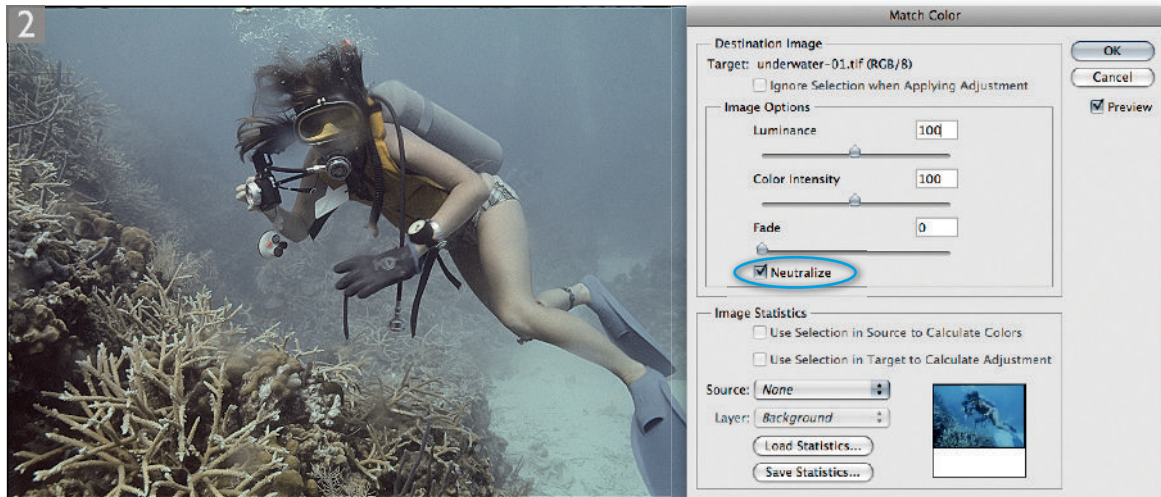 2
Match Color
Destination Image
Target: underwater-01.tif (RGB/8)
Ignore Selection when Applying Adjustment
Image Options
Luminance 100
Color Intensity 100
Fade 0
Neutralize
OK
Cancel
Preview
Image Statistics
Use Selection in Source to Calculate Colors
Use Selection in Target to Calculate Adjustment
Source: None
Layer: Background
Load Statistics...
Save Statistics...